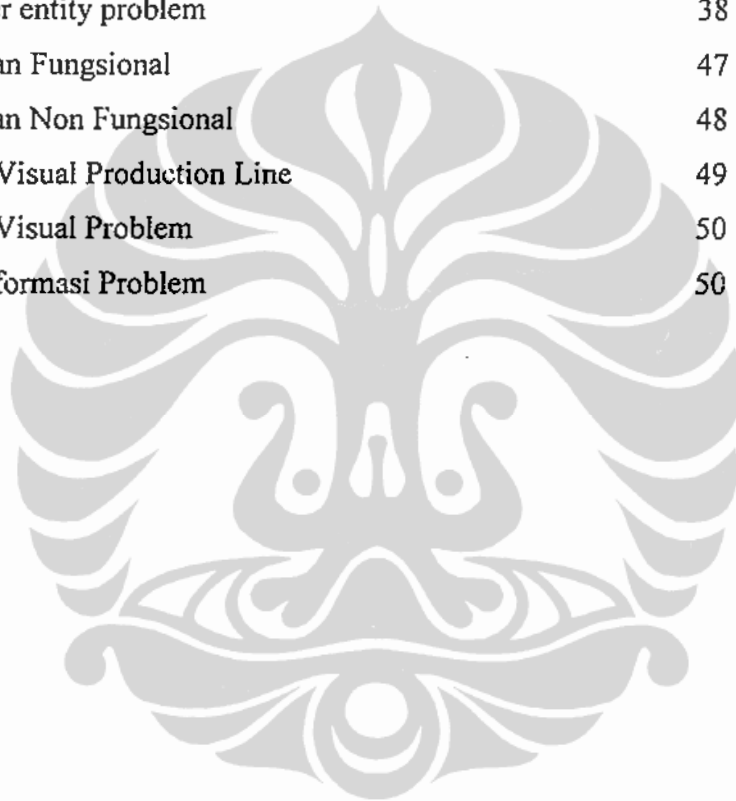 r entity problem 38
an Fungsional 47
an Non Fungsional 48
Visual Production Line 49
Visual Problem 50
formasi Problem 50